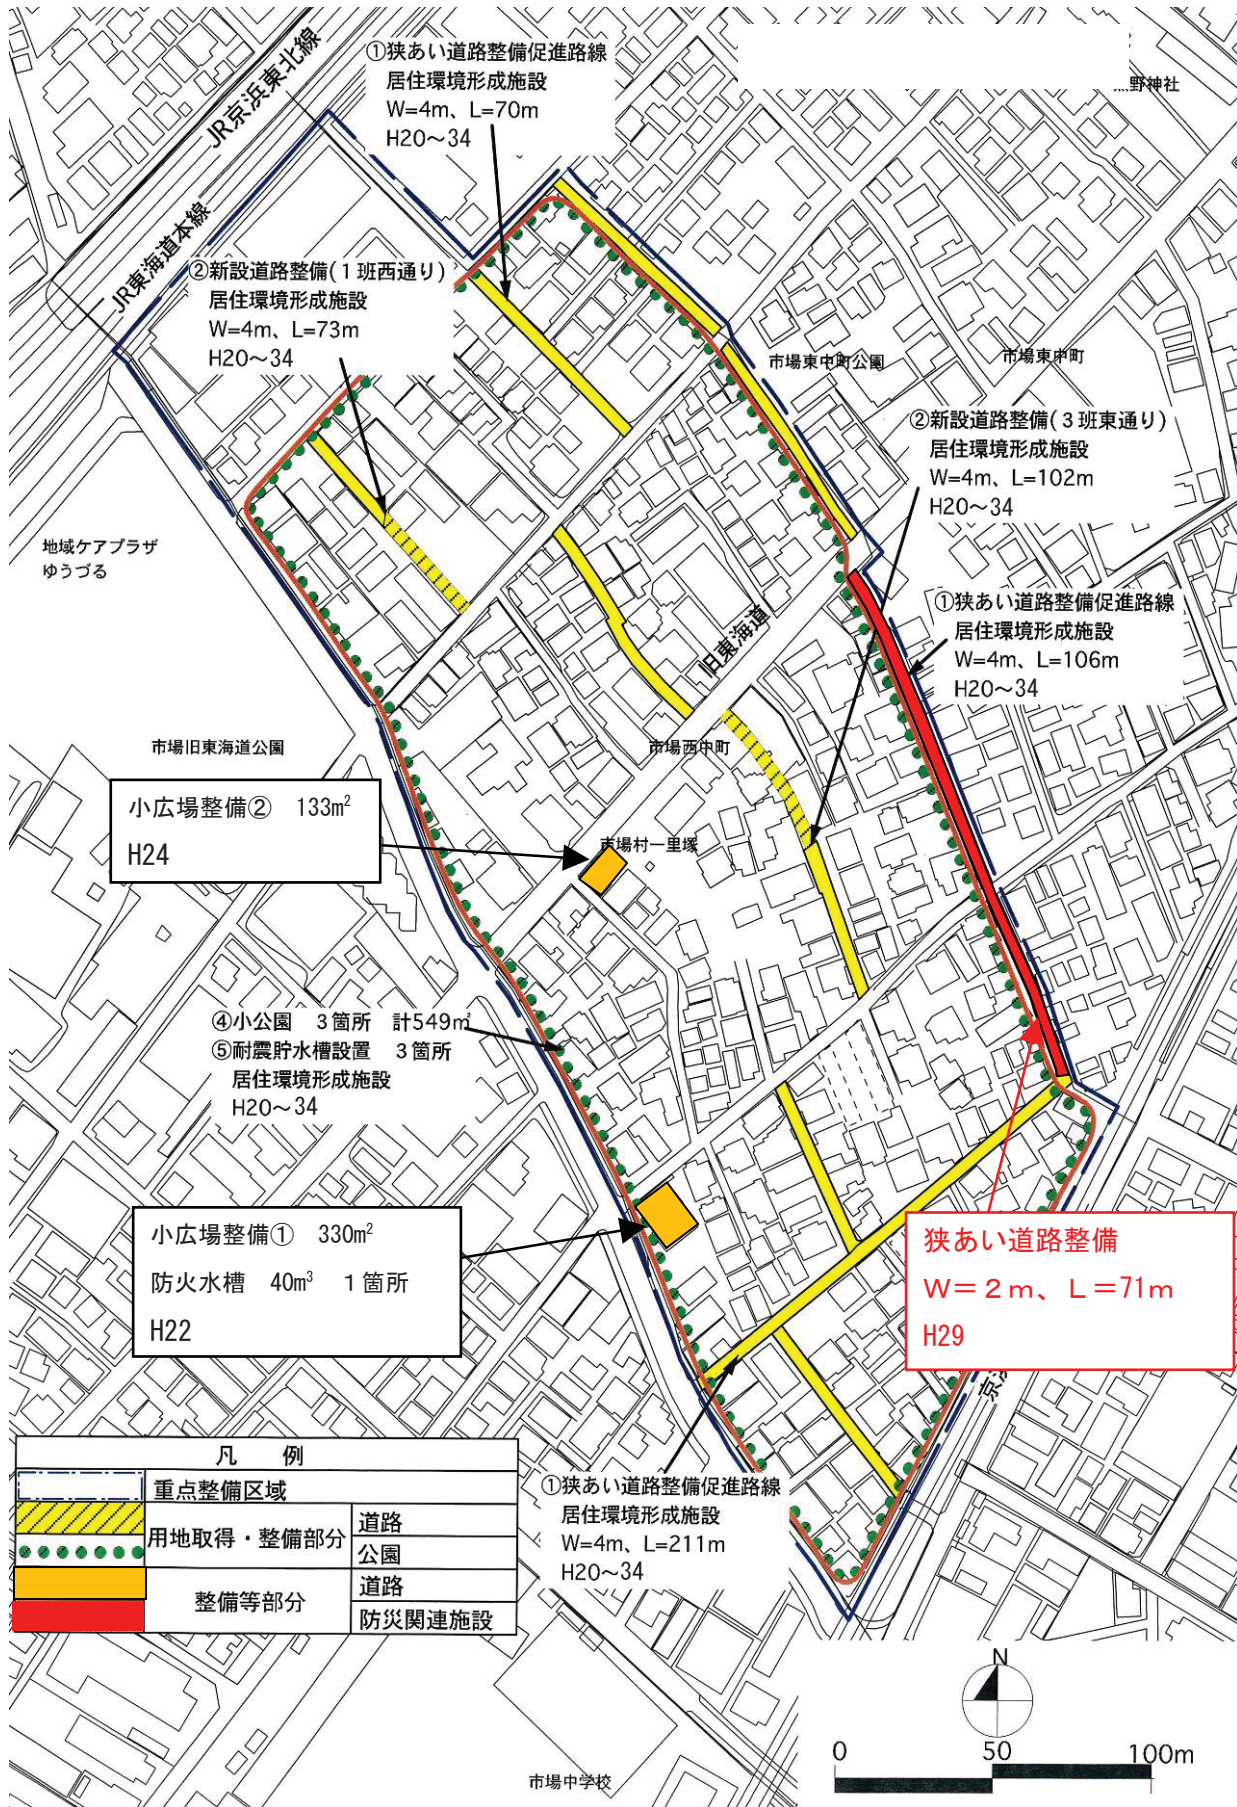 JR京浜東北線
JR東海道本線
①狭あい道路整備促進路線
居住環境形成施設
W=4m、L=70m
H20～34
野神社
②新設道路整備(1班西通り)
居住環境形成施設
W=4m、L=73m
H20～34
市場東中町公園
市場東中町
②新設道路整備(3班東通り)
居住環境形成施設
W=4m、L=102m
H20～34
地域ケアプラザ
ゆうづる
①狭あい道路整備促進路線
居住環境形成施設
W=4m、L=106m
H20～34
旧東海道
市場旧東海道公園
市場西中町
小広場整備② 133m²
H24
市場村一里塚
④小公園 3箇所 計549㎡
⑤耐震貯水槽設置 3箇所
居住環境形成施設
H20～34
小広場整備① 330m²
防火水槽 40m³ 1箇所
H22
狭あい道路整備
W＝2m、L＝71m
H29
京
①狭あい道路整備促進路線
居住環境形成施設
W=4m、L=211m
H20～34
凡 例
重点整備区域
用地取得・整備部分
道路
公園
整備等部分
道路
防災関連施設
市場中学校
N
0 50 100m